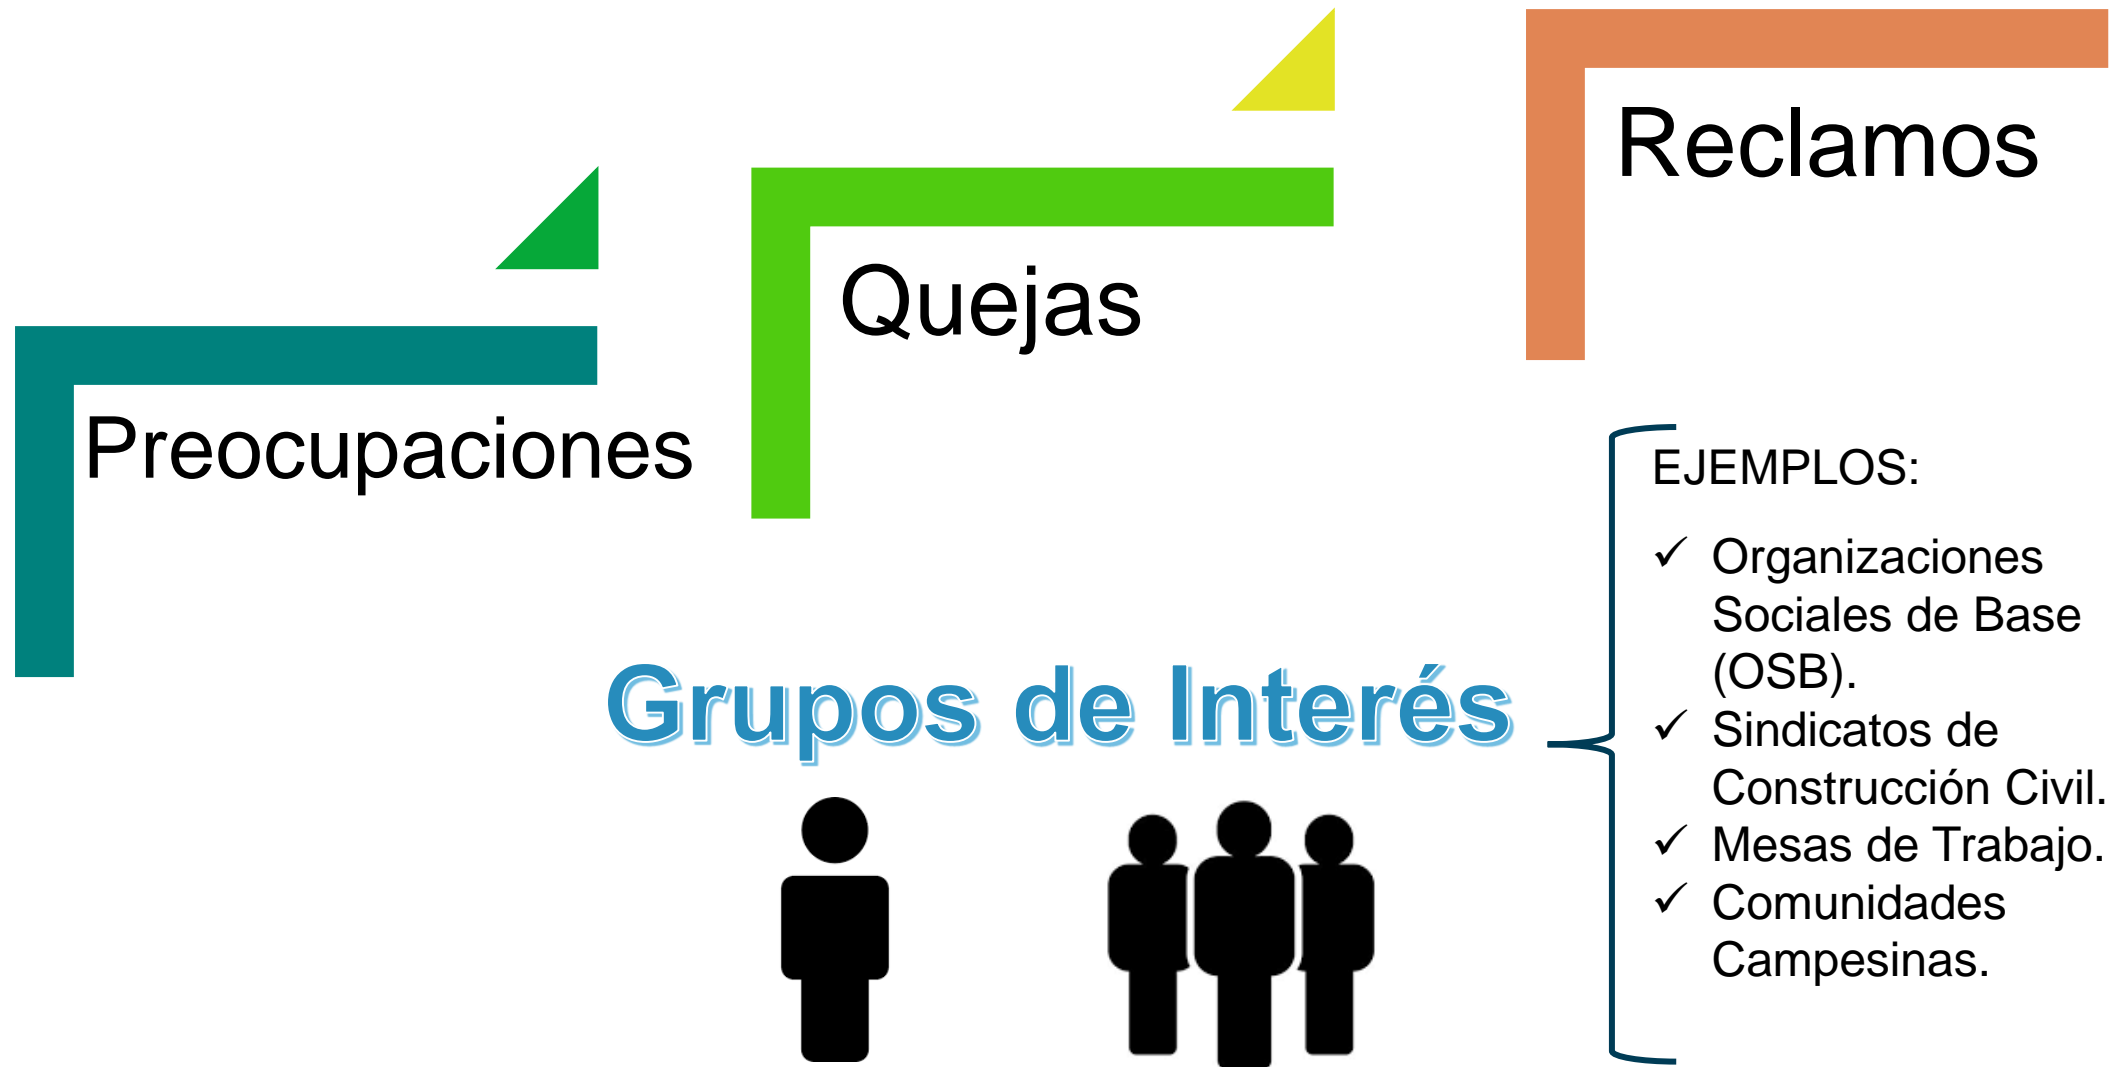 Reclamos
Quejas
Preocupaciones
Grupos de Interés
EJEMPLOS:
✓ Organizaciones
Sociales de Base
(OSB).
✓ Sindicatos de
Construcción Civil.
✓ Mesas de Trabajo.
✓ Comunidades
Campesinas.